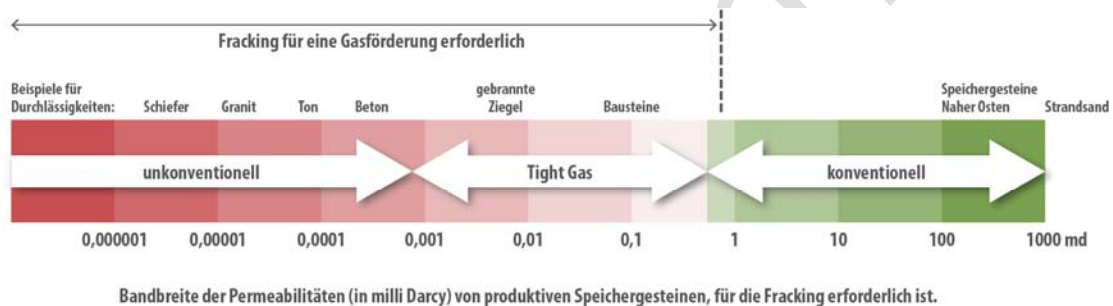 Fracking für eine Gasförderung erforderlich
Beispiele für
Durchlässigkeiten:
Schiefer
Granit
Ton
Beton
gebrannte
Ziegel
Bausteine
Speichergesteine
Naher Osten
Strandsand
unkonventionell
Tight Gas
konventionell
0,000001 0,00001 0,0001 0,001 0,01 0,1 1 10 100 1000 md
Bandbreite der Permeabilitäten (in milli Darcy) von produktiven Speichergesteinen, für die Fracking erforderlich ist.